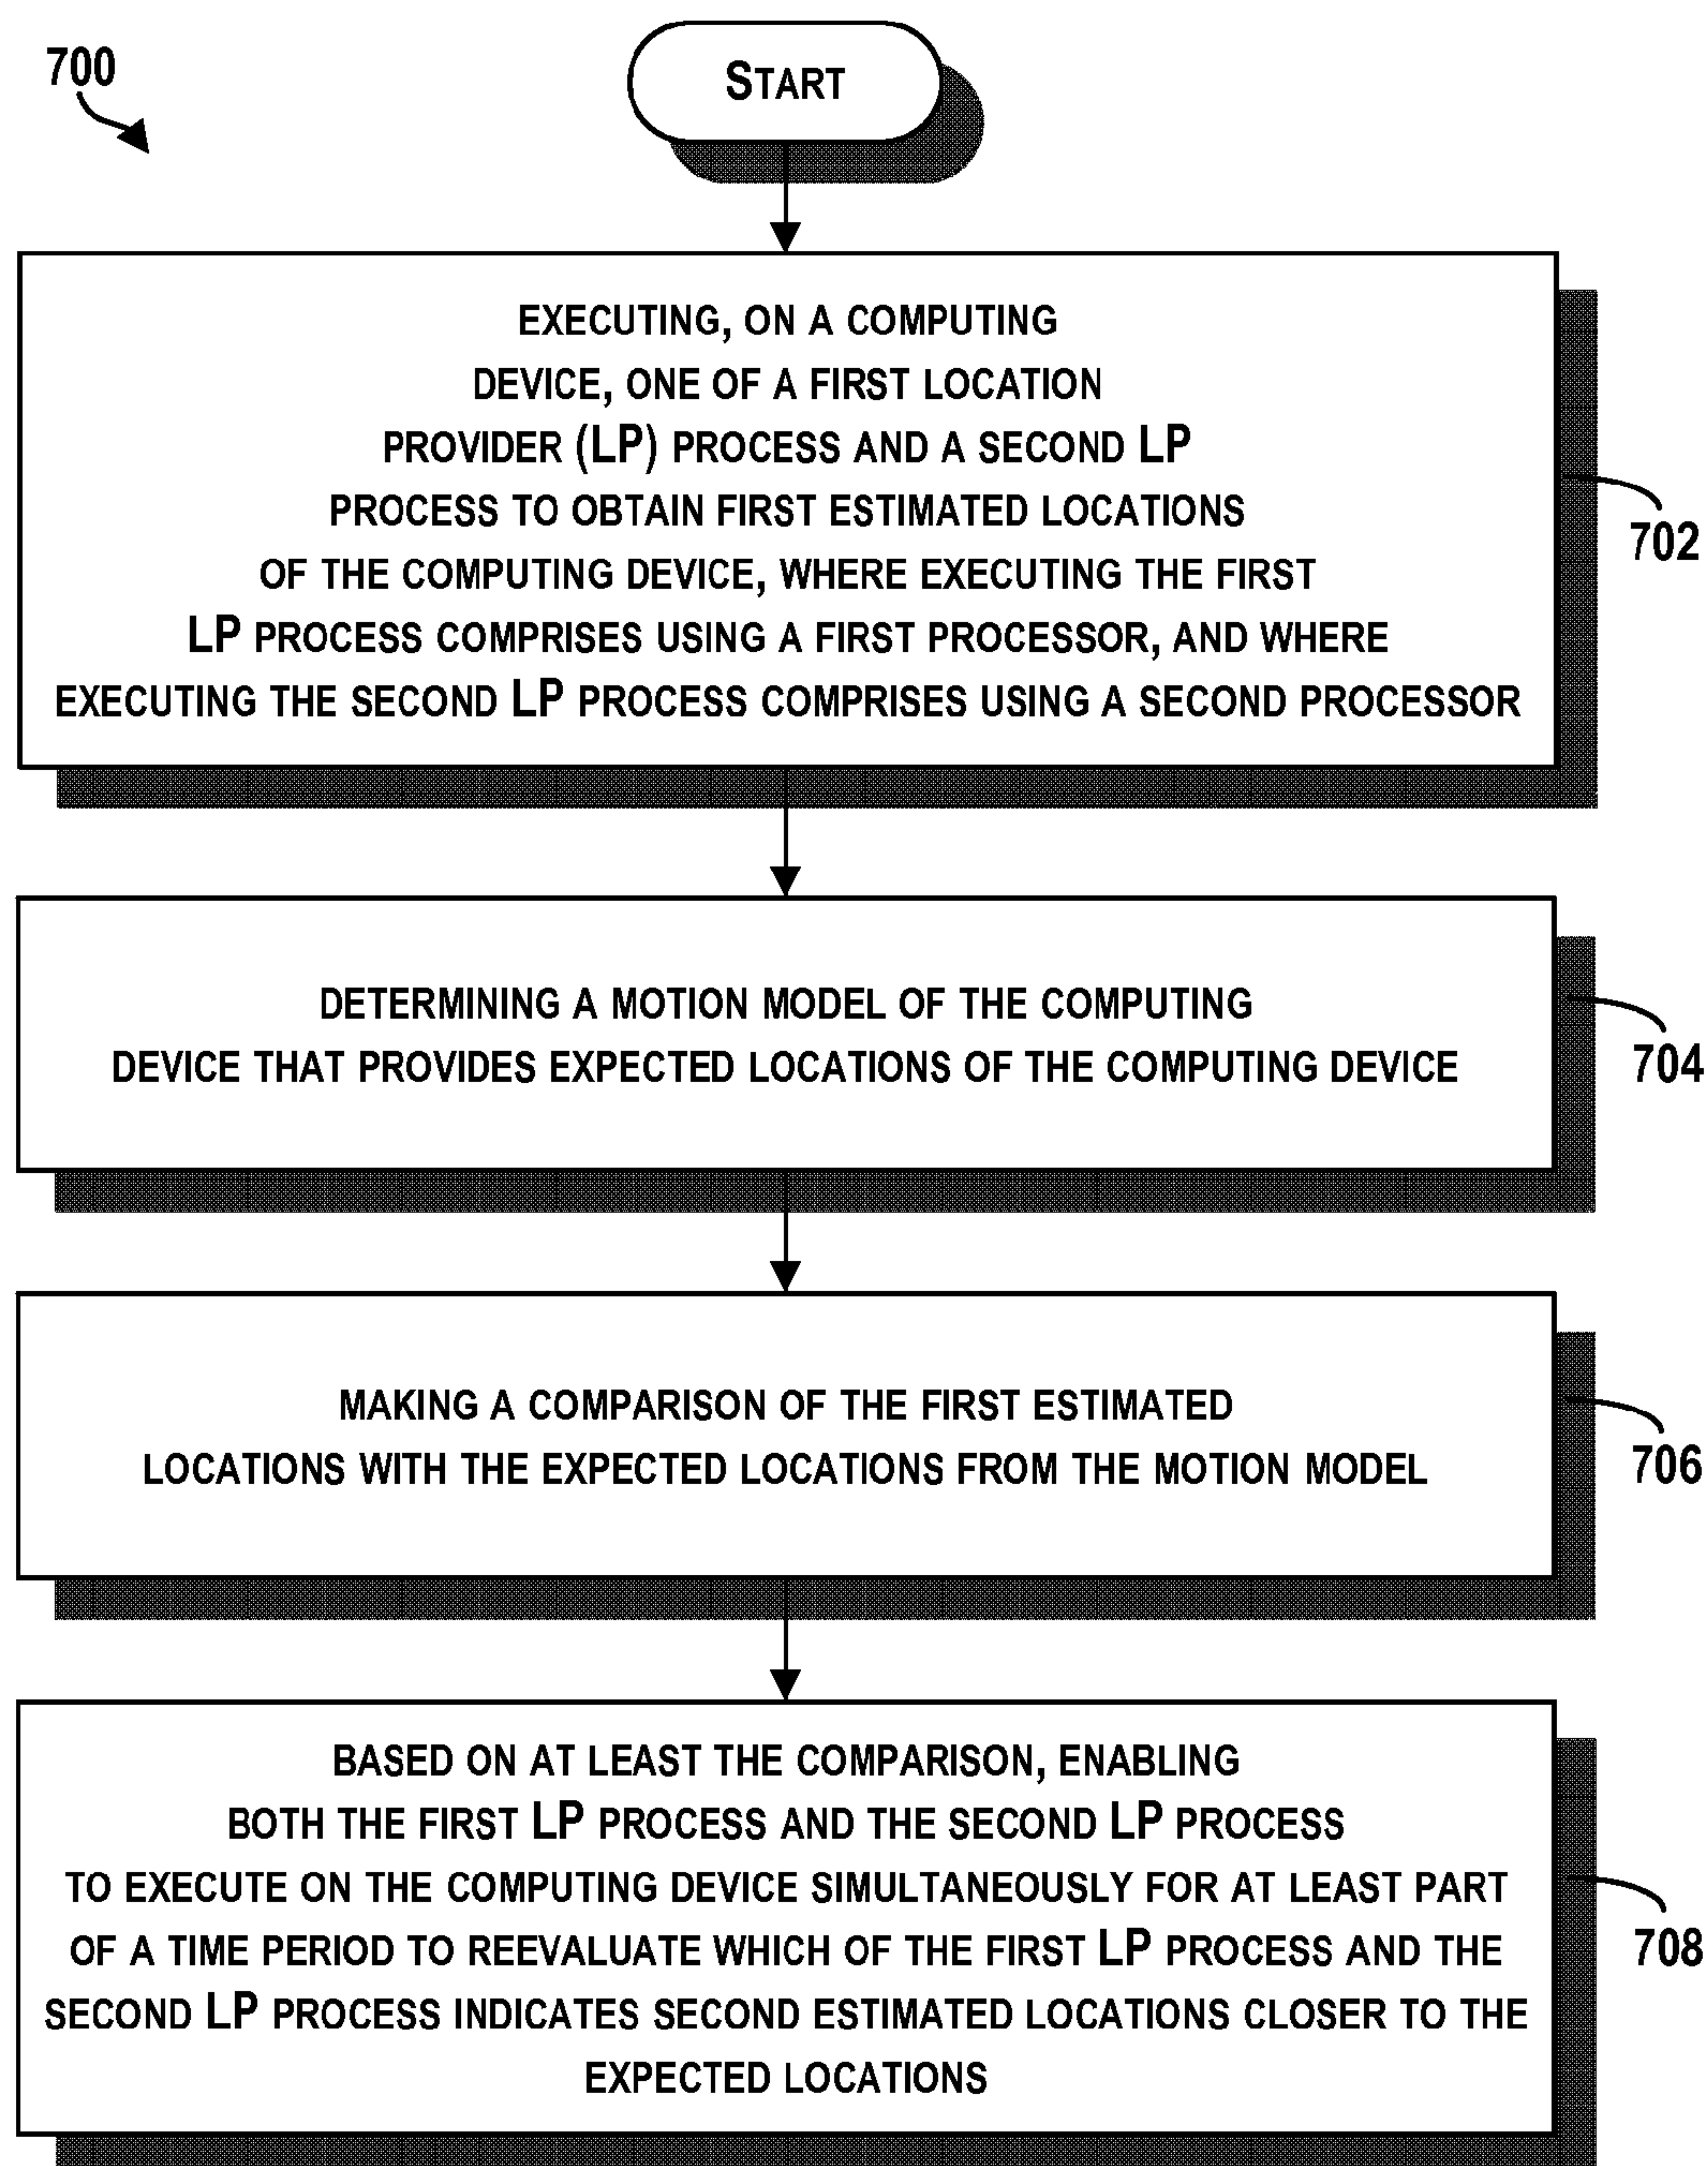 700
START
EXECUTING, ON A COMPUTING
DEVICE, ONE OF A FIRST LOCATION
PROVIDER (LP) PROCESS AND A SECOND LP
PROCESS TO OBTAIN FIRST ESTIMATED LOCATIONS
OF THE COMPUTING DEVICE, WHERE EXECUTING THE FIRST
LP PROCESS COMPRISES USING A FIRST PROCESSOR, AND WHERE
EXECUTING THE SECOND LP PROCESS COMPRISES USING A SECOND PROCESSOR
702
DETERMINING A MOTION MODEL OF THE COMPUTING
DEVICE THAT PROVIDES EXPECTED LOCATIONS OF THE COMPUTING DEVICE
704
MAKING A COMPARISON OF THE FIRST ESTIMATED
LOCATIONS WITH THE EXPECTED LOCATIONS FROM THE MOTION MODEL
706
BASED ON AT LEAST THE COMPARISON, ENABLING
BOTH THE FIRST LP PROCESS AND THE SECOND LP PROCESS
TO EXECUTE ON THE COMPUTING DEVICE SIMULTANEOUSLY FOR AT LEAST PART
OF A TIME PERIOD TO REEVALUATE WHICH OF THE FIRST LP PROCESS AND THE
SECOND LP PROCESS INDICATES SECOND ESTIMATED LOCATIONS CLOSER TO THE
EXPECTED LOCATIONS
708